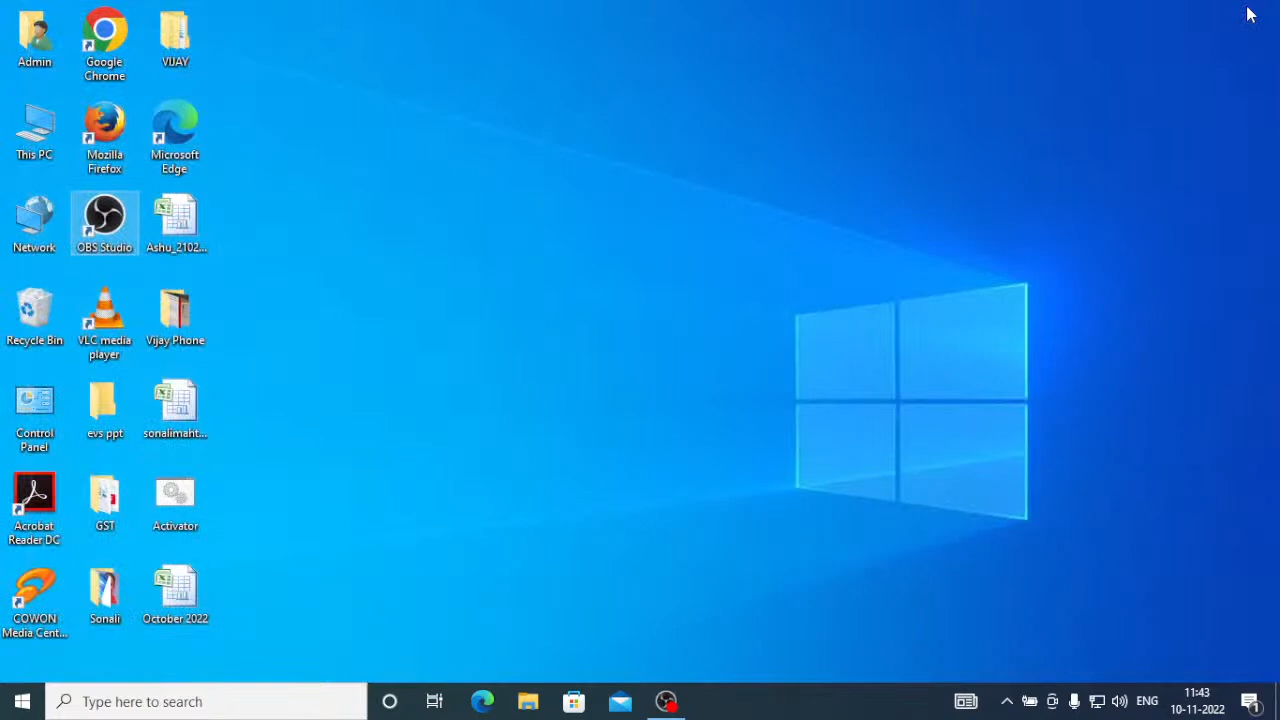 Admin
Google
Chrome
VIJAY
This PC
Mozilla
Firefox
Microsoft
Edge
Network
OBS Studio
Ashu_2102...
Recycle Bin
VLC media
player
Vijay Phone
Control
Panel
evs ppt
sonalimaht...
Acrobat
Reader DC
GST
Activator
COWON
Media Cent...
Sonali
October 2022
Type here to search
ENG
11:43
10-11-2022
1